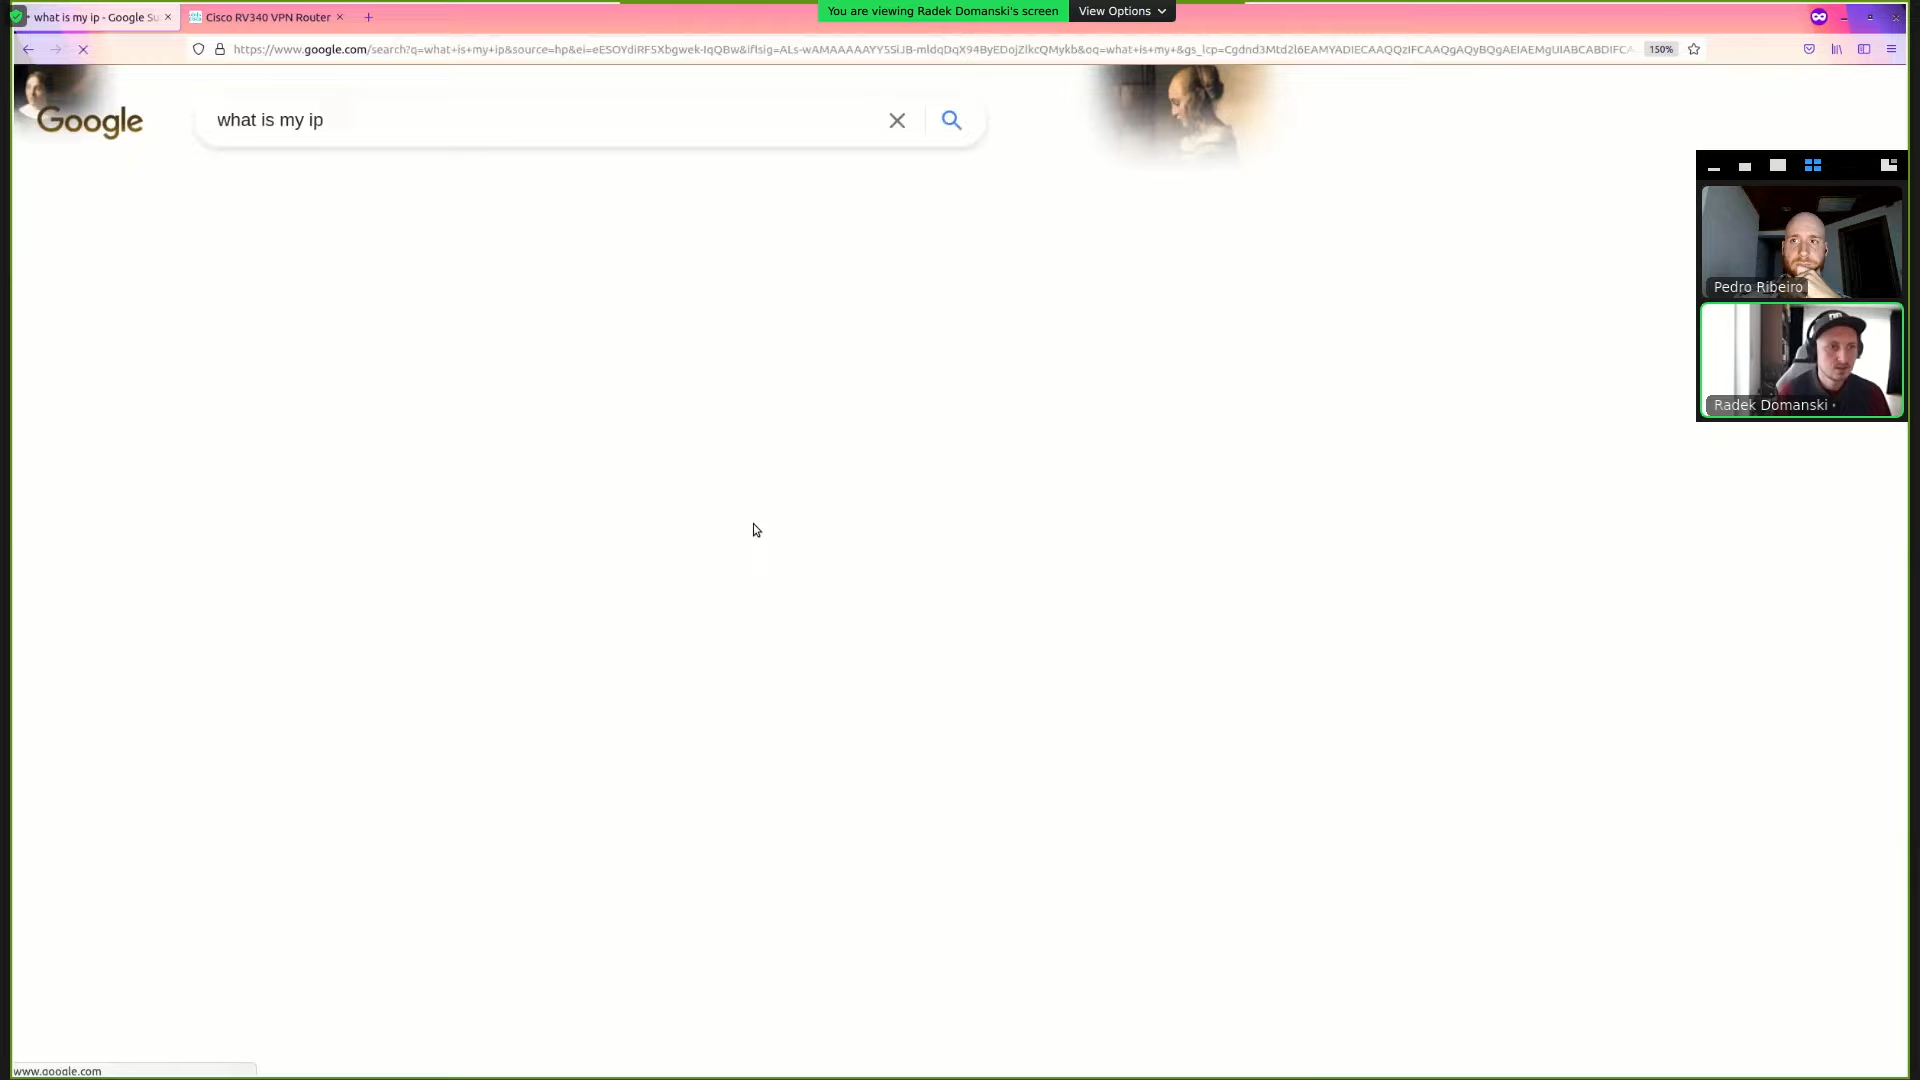 You are viewing Radek Domanski's screen
View Options
what is my ip - Google
Cisco RV340 VPN Router
150%
Google
what is my ip
Pedro Ribeiro
Radek Domanski
www.google.com